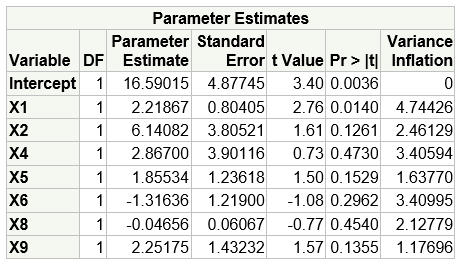 Parameter Estimates
Variable DF Parameter Estimate Standard Error t Value Pr > |t| Variance Inflation
Intercept 1 16.59015 4.87745 3.40 0.0036 0
X1 1 2.21867 0.80405 2.76 0.0140 4.74426
X2 1 6.14082 3.80521 1.61 0.1261 2.46129
X4 1 2.86700 3.90116 0.73 0.4730 3.40594
X5 1 1.85534 1.23618 1.50 0.1529 1.63770
X6 1 -1.31636 1.21900 -1.08 0.2962 3.40995
X8 1 -0.04656 0.06067 -0.77 0.4540 2.12779
X9 1 2.25175 1.43232 1.57 0.1355 1.17696